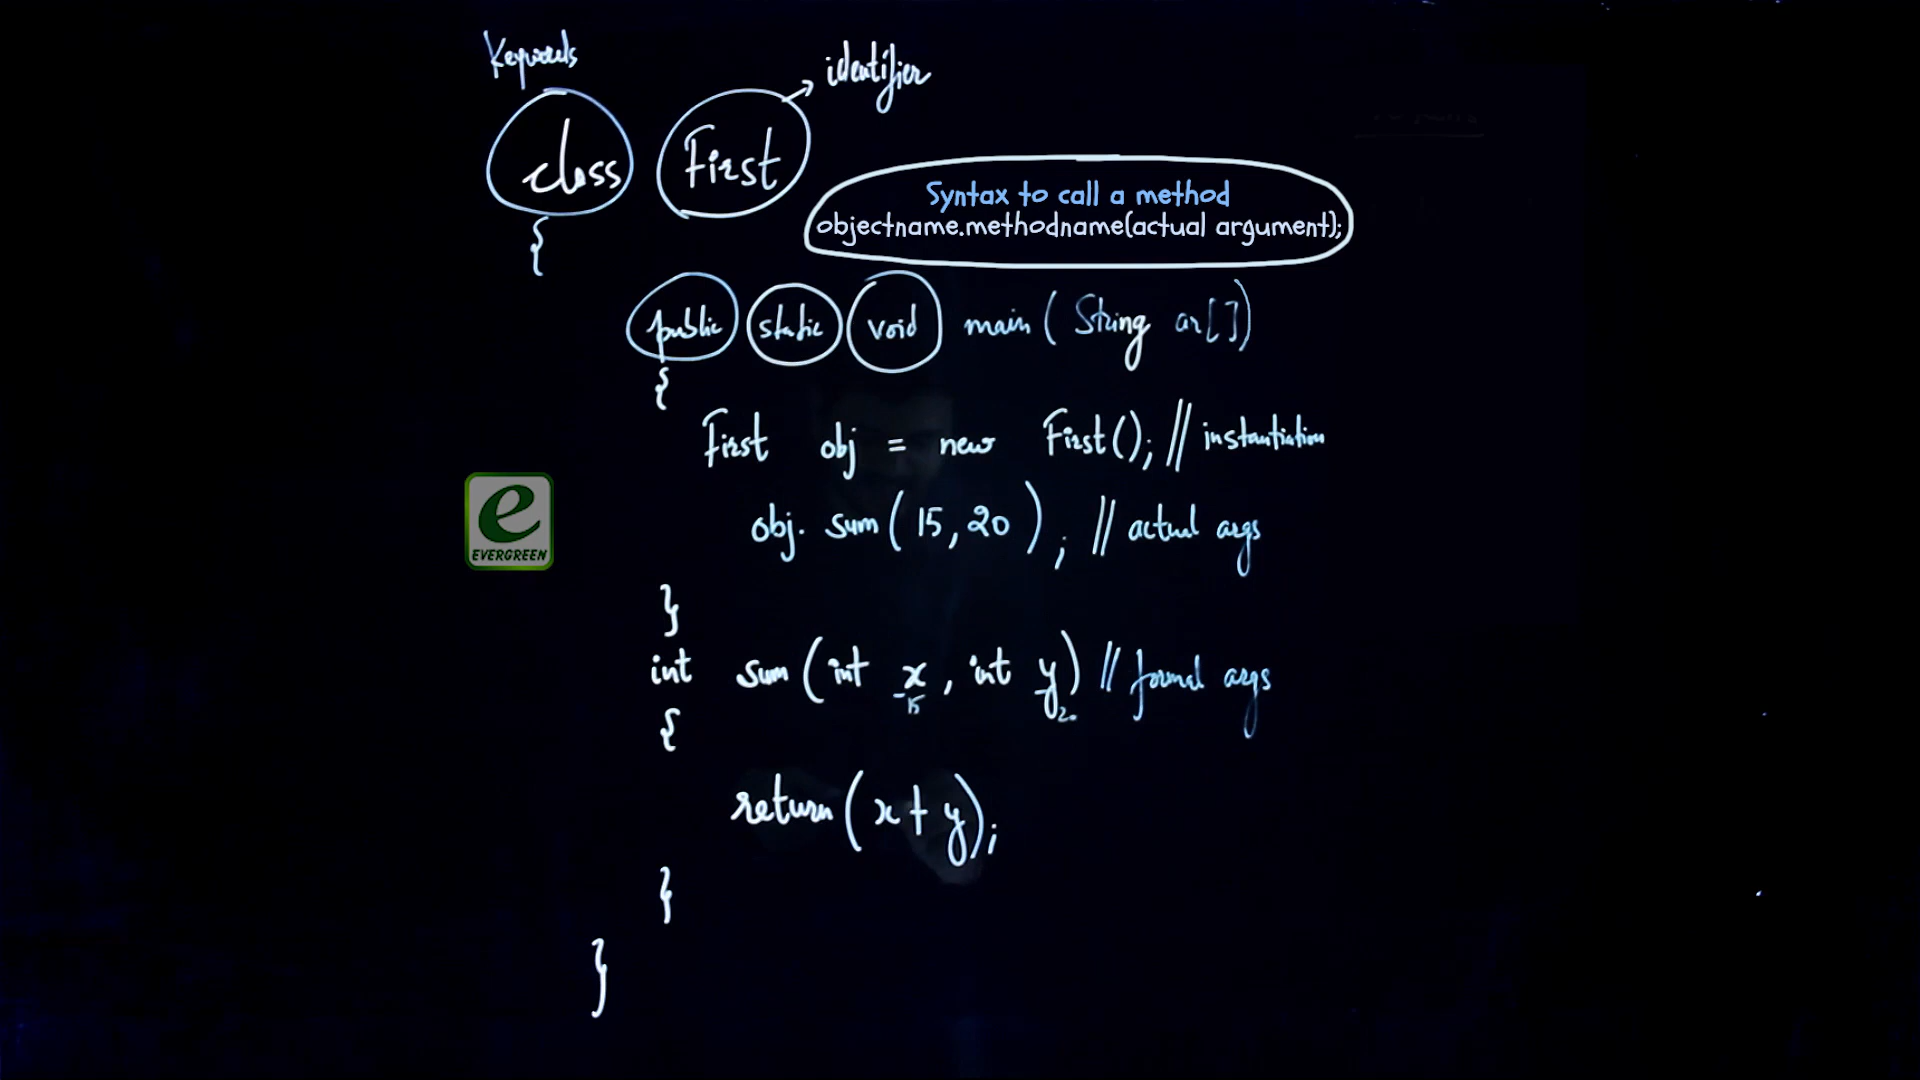 Keywords
identifier
class First
Syntax to call a method
objectname.methodname(actual argument);
{
public static void main ( String ar[ ])
{
First obj = new First(); // instantiation
obj. sum ( 15, 20 ) ; // actual args
e
EVERGREEN
}
int sum ( int x , int y) // formal args
15 20
{
return ( x + y);
}
}